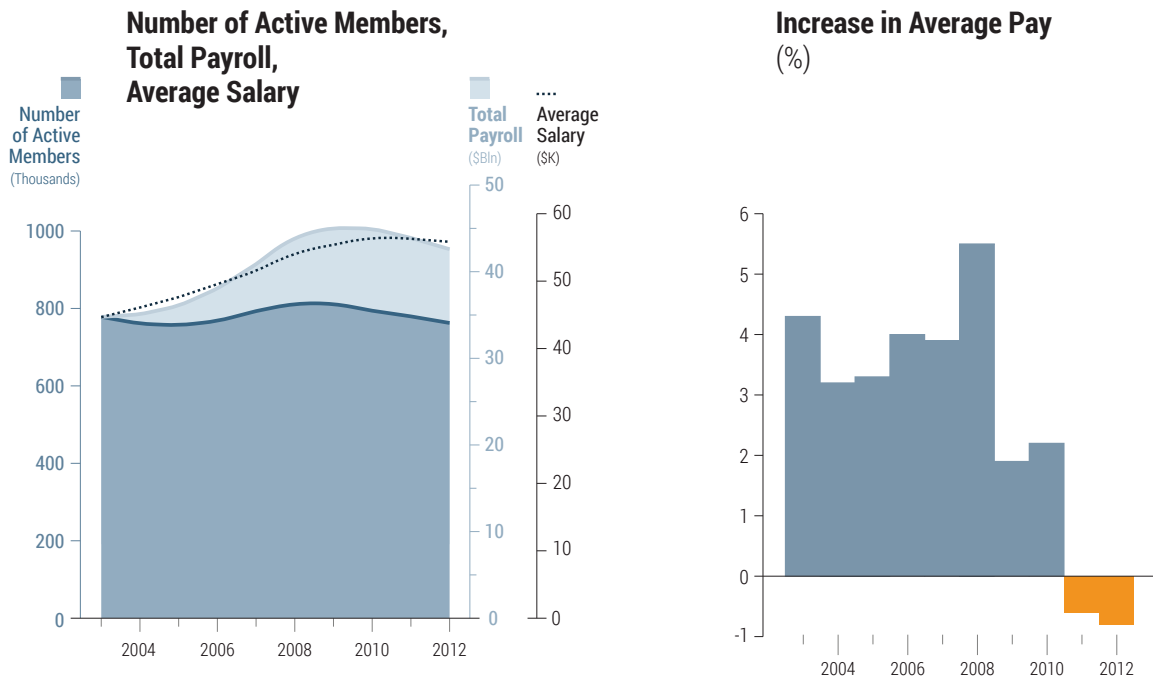 Number of Active Members,
Total Payroll,
Average Salary
Number
of Active
Members
(Thousands)
Total
Payroll
($Bln)
Average
Salary
($K)
1000
800
600
400
200
0
50
40
30
20
10
0
60
50
40
30
20
10
0
2004 2006 2008 2010 2012
Increase in Average Pay
(%)
6
5
4
3
2
1
0
-1
2004 2006 2008 2010 2012